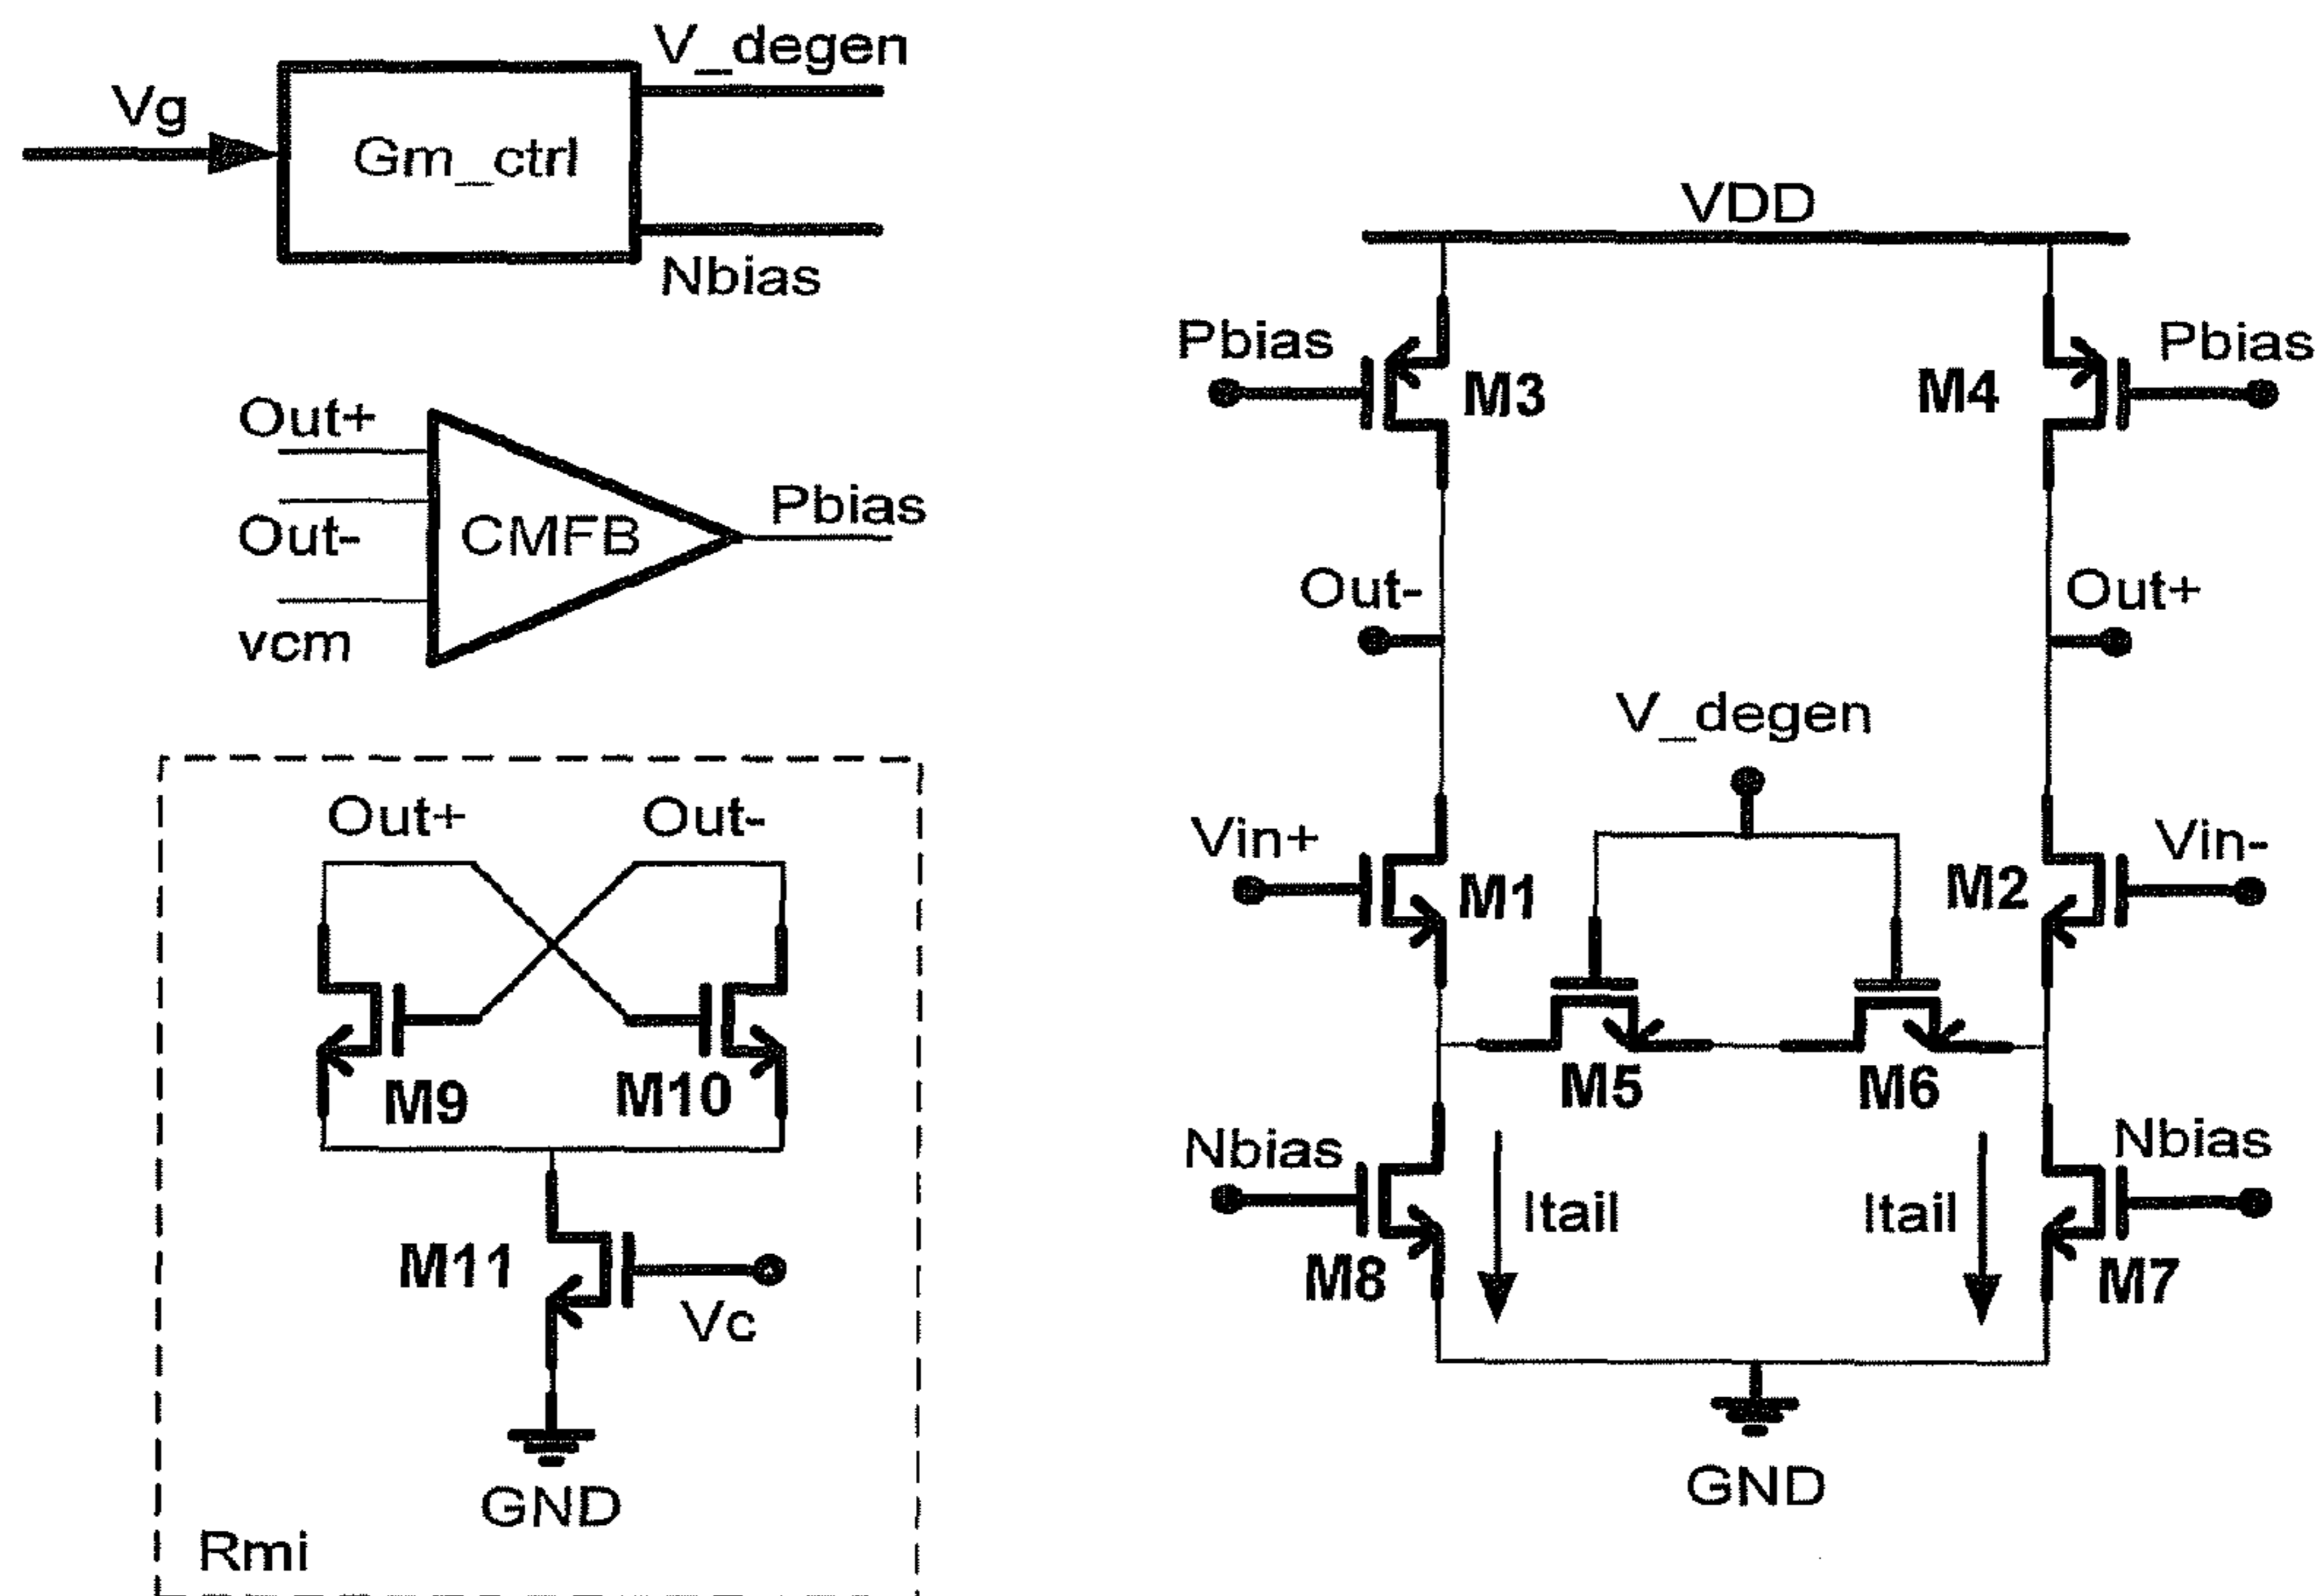 V_degen
Vg
Gm_ctrl
Nbias
Out+
Out-
vcm
CMFB
Pbias
Out+
Out-
M9
M10
M11
Vc
GND
Rmi
VDD
Pbias
M3
M4
Pbias
Out-
Out+
V_degen
Vin+
M1
M2
Vin-
M5
M6
Nbias
Itail
Itail
Nbias
M8
M7
GND